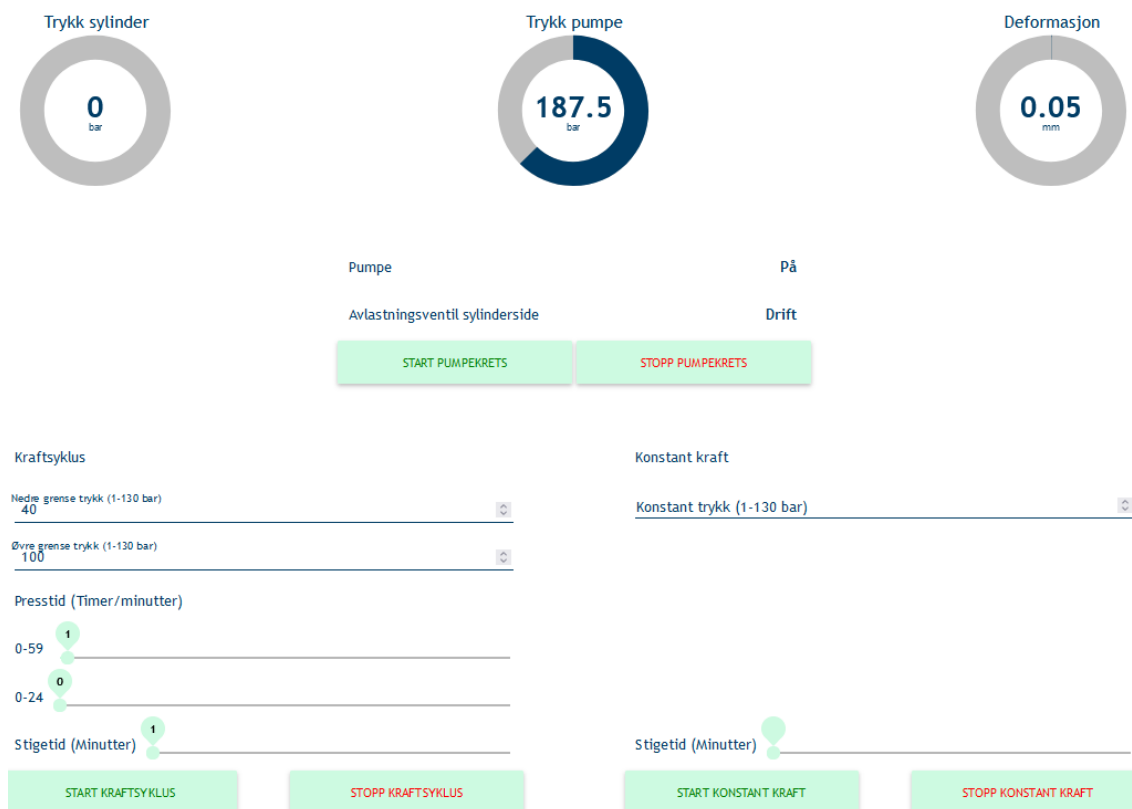 Trykk sylinder
Trykk pumpe
Deformasjon
0
bar
187.5
bar
0.05
mm
Pumpe På
Avlastningsventil sylinderside Drift
START PUMPEKRETS STOPP PUMPEKRETS
Kraftsyklus
Nedre grense trykk (1-130 bar)
40
Øvre grense trykk (1-130 bar)
100
Presstid (Timer/minutter)
1
0-59
0
0-24
1
Stigetid (Minutter)
START KRAFTSYKLUS STOPP KRAFTSYKLUS
Konstant kraft
Konstant trykk (1-130 bar)
Stigetid (Minutter)
START KONSTANT KRAFT STOPP KONSTANT KRAFT